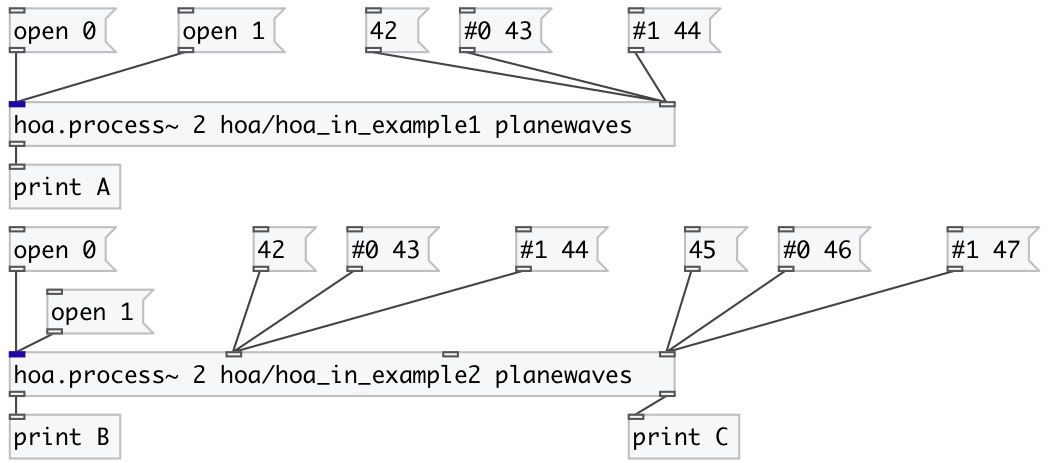 open 0
open 1
42
#0 43
#1 44
hoa.process~ 2 hoa/hoa_in_example1 planewaves
print A
open 0
42
#0 43
#1 44
45
#0 46
#1 47
open 1
hoa.process~ 2 hoa/hoa_in_example2 planewaves
print B
print C